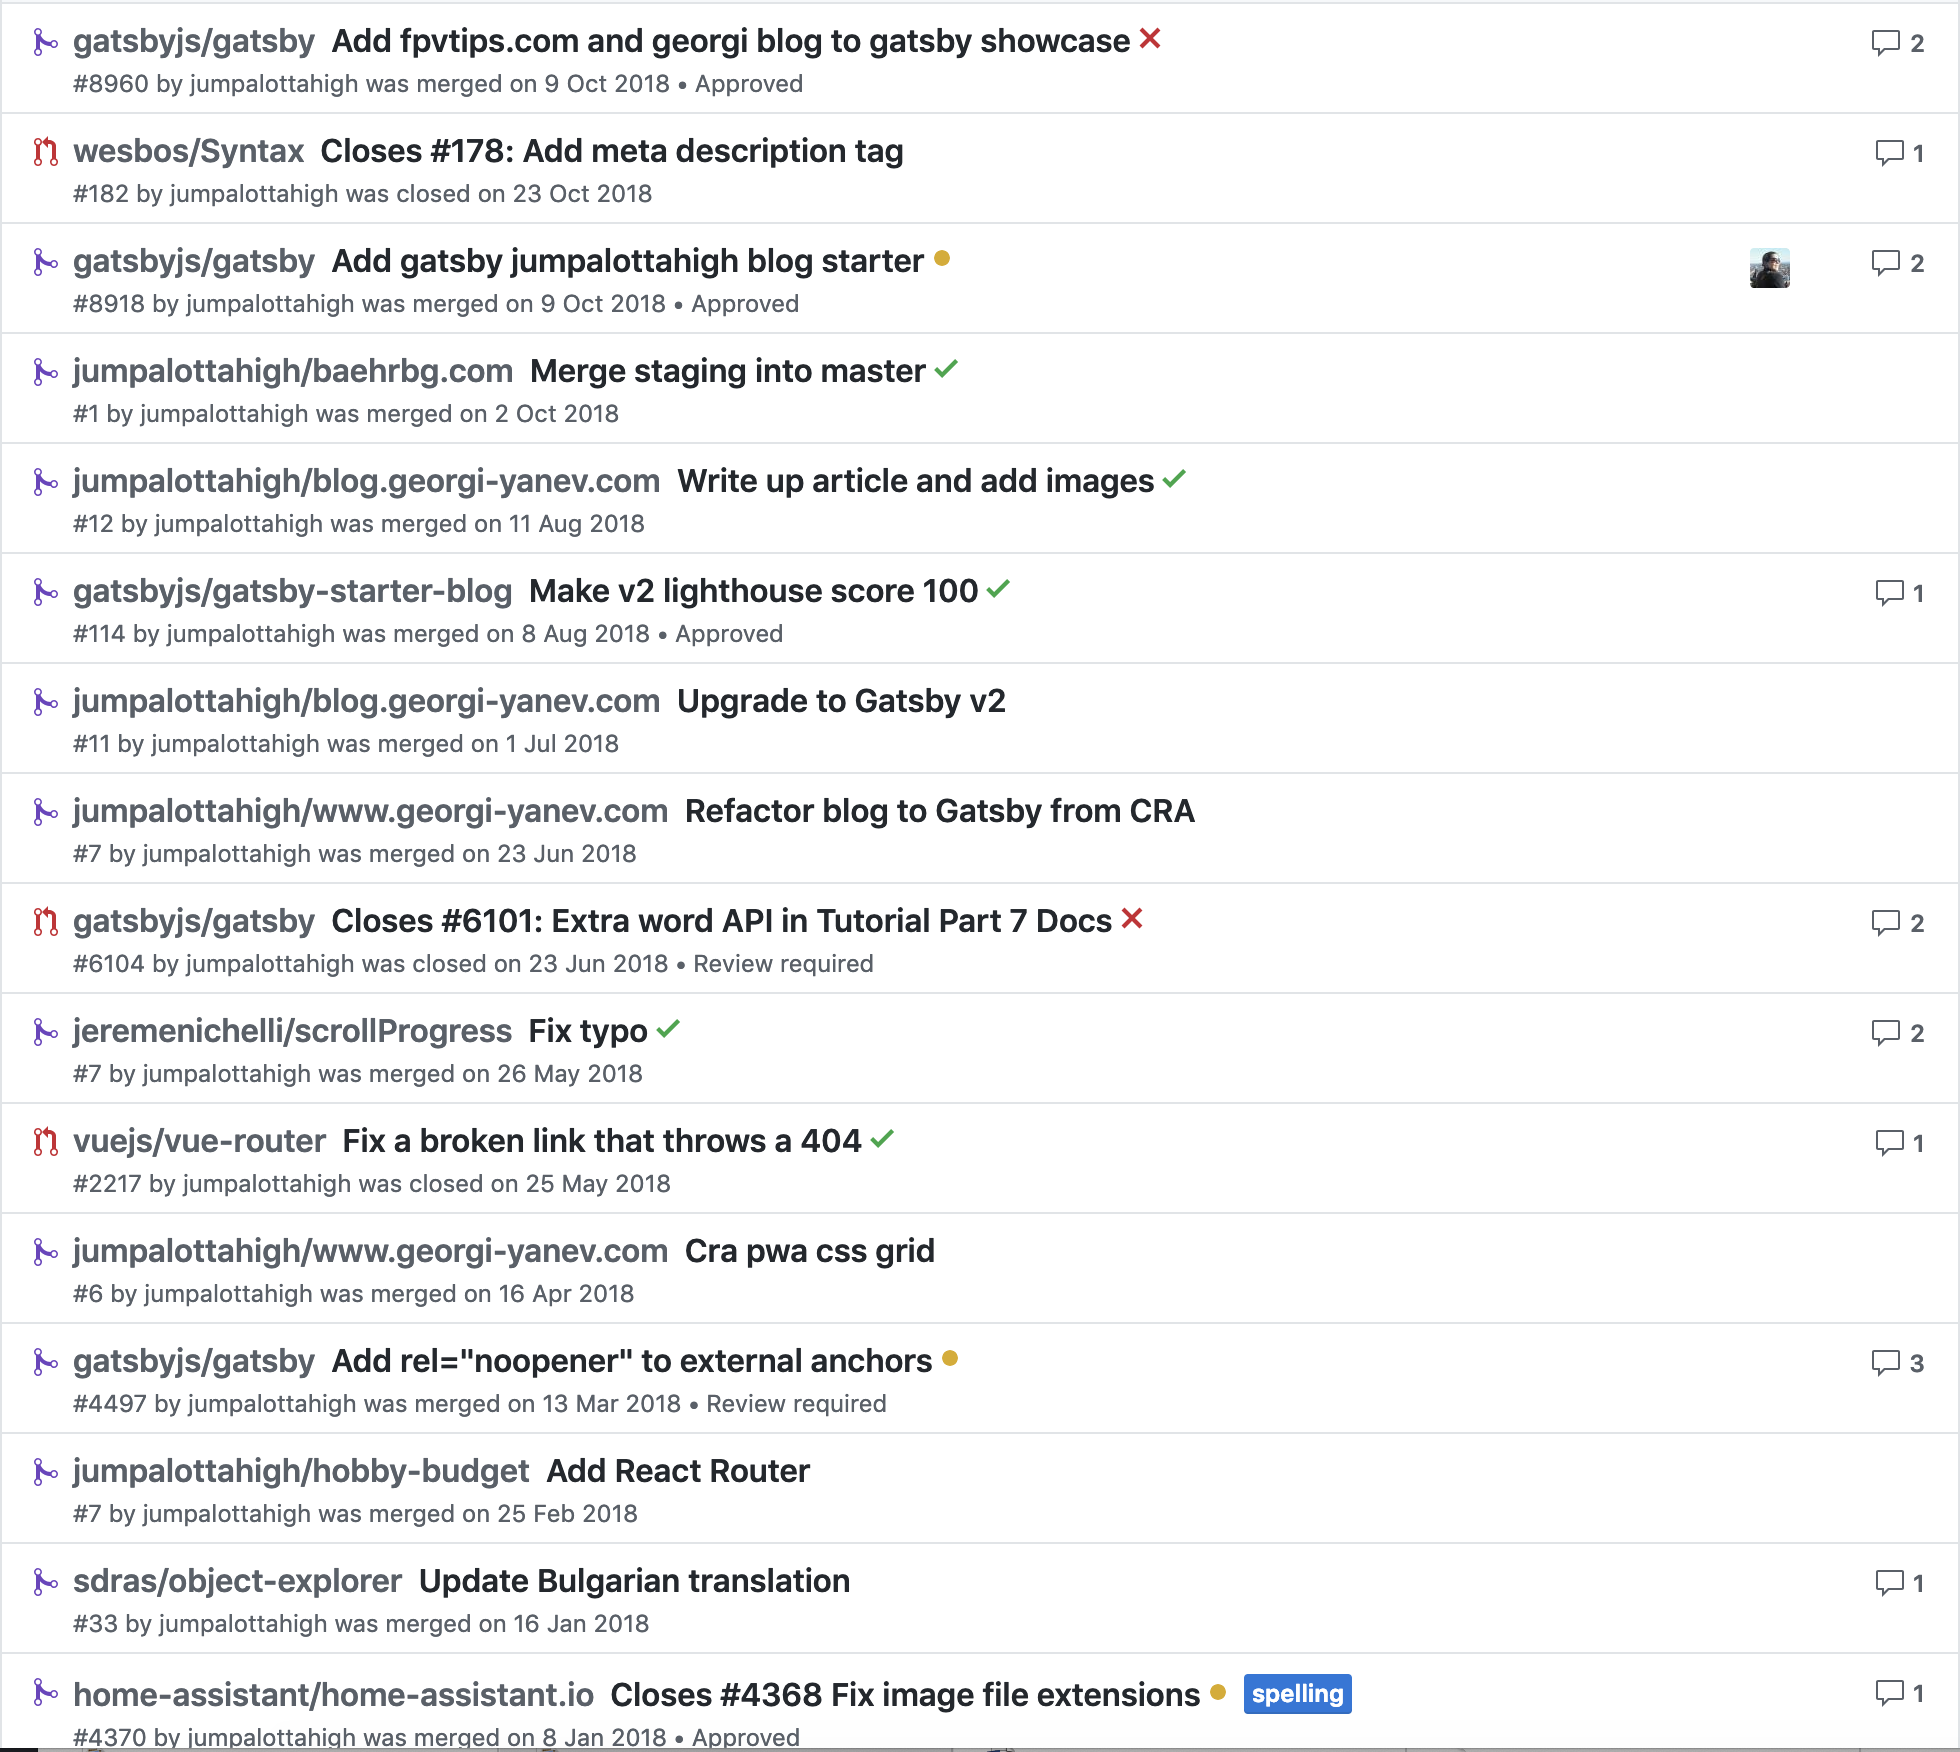 gatsbyjs/gatsby Add fpvtips.com and georgi blog to gatsby showcase 2
#8960 by jumpalottahigh was merged on 9 Oct 2018 • Approved
wesbos/Syntax Closes #178: Add meta description tag 1
#182 by jumpalottahigh was closed on 23 Oct 2018
gatsbyjs/gatsby Add gatsby jumpalottahigh blog starter 2
#8918 by jumpalottahigh was merged on 9 Oct 2018 • Approved
jumpalottahigh/baehrbg.com Merge staging into master
#1 by jumpalottahigh was merged on 2 Oct 2018
jumpalottahigh/blog.georgi-yanev.com Write up article and add images
#12 by jumpalottahigh was merged on 11 Aug 2018
gatsbyjs/gatsby-starter-blog Make v2 lighthouse score 100 1
#114 by jumpalottahigh was merged on 8 Aug 2018 • Approved
jumpalottahigh/blog.georgi-yanev.com Upgrade to Gatsby v2
#11 by jumpalottahigh was merged on 1 Jul 2018
jumpalottahigh/www.georgi-yanev.com Refactor blog to Gatsby from CRA
#7 by jumpalottahigh was merged on 23 Jun 2018
gatsbyjs/gatsby Closes #6101: Extra word API in Tutorial Part 7 Docs 2
#6104 by jumpalottahigh was closed on 23 Jun 2018 • Review required
jeremenichelli/scrollProgress Fix typo 2
#7 by jumpalottahigh was merged on 26 May 2018
vuejs/vue-router Fix a broken link that throws a 404 1
#2217 by jumpalottahigh was closed on 25 May 2018
jumpalottahigh/www.georgi-yanev.com Cra pwa css grid
#6 by jumpalottahigh was merged on 16 Apr 2018
gatsbyjs/gatsby Add rel="noopener" to external anchors 3
#4497 by jumpalottahigh was merged on 13 Mar 2018 • Review required
jumpalottahigh/hobby-budget Add React Router
#7 by jumpalottahigh was merged on 25 Feb 2018
sdras/object-explorer Update Bulgarian translation 1
#33 by jumpalottahigh was merged on 16 Jan 2018
home-assistant/home-assistant.io Closes #4368 Fix image file extensions spelling 1
#4370 by jumpalottahigh was merged on 8 Jan 2018 • Approved